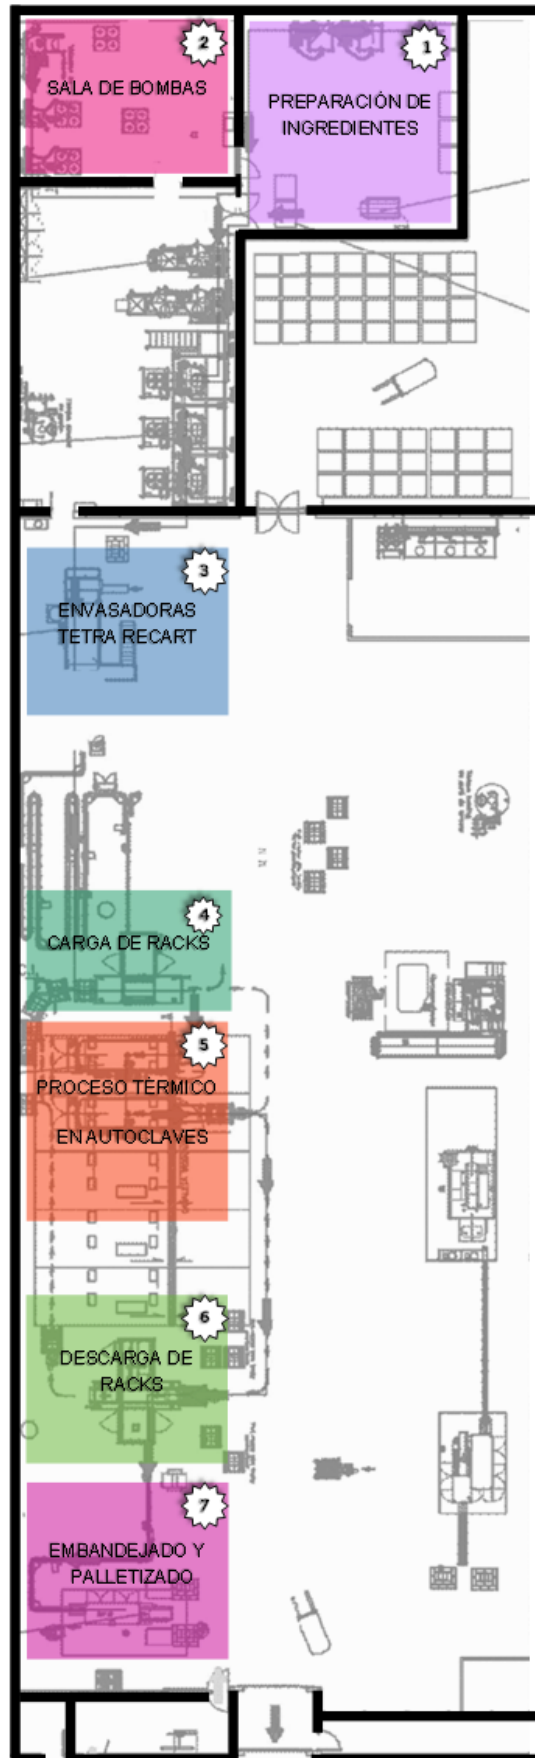 2
SALA DE BOMBAS
1
PREPARACIÓN DE
INGREDIENTES
3
ENVASADORAS
TETRA RECART
4
CARGA DE RACKS
5
PROCESO TÉRMICO
EN AUTOCLAVES
6
DESCARGA DE
RACKS
7
EMBANDEJADO Y
PALLETIZADO